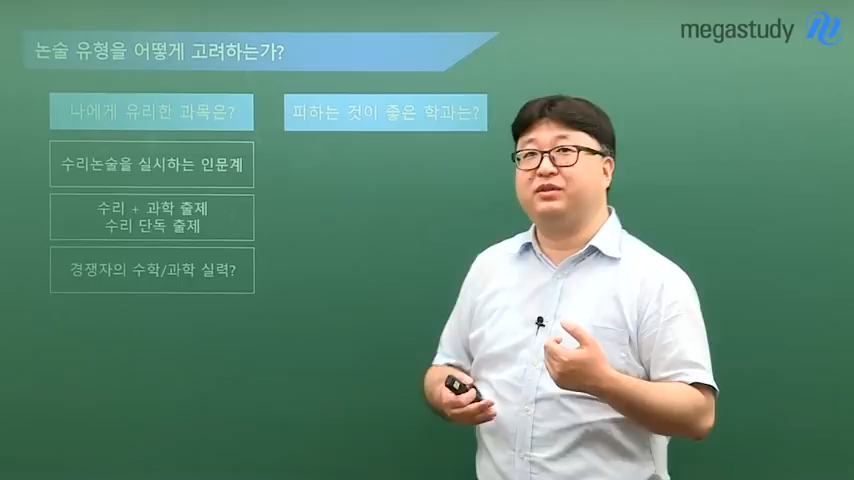 megastudy
논술 유형을 어떻게 고려하는가?
나에게 유리한 과목은?
피하는 것이 좋은 학과는?
수리논술을 실시하는 인문계
수리 + 과학 출제
수리 단독 출제
경쟁자의 수학/과학 실력?